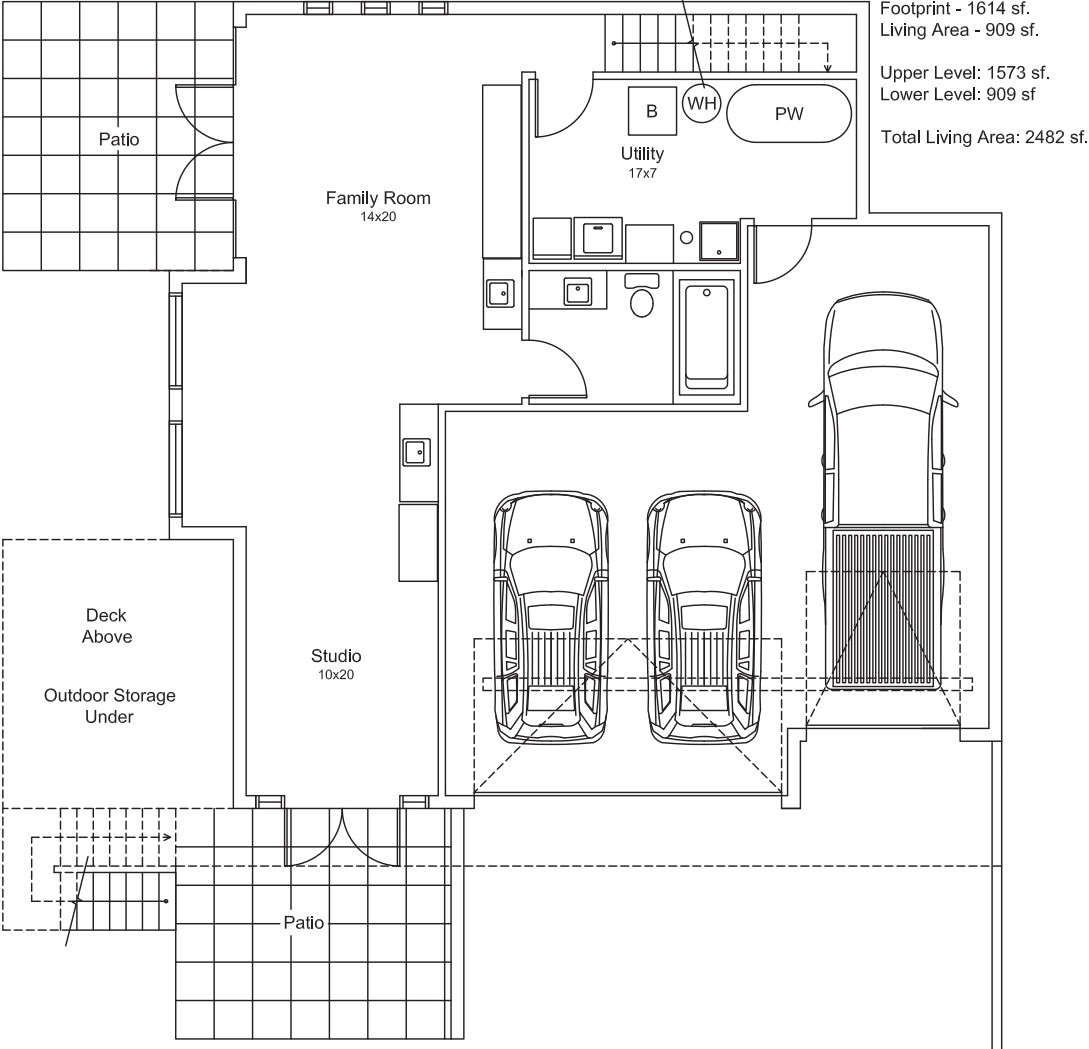 Footprint - 1614 sf.
Living Area - 909 sf.
Upper Level: 1573 sf.
Lower Level: 909 sf
Total Living Area: 2482 sf.
B
WH
PW
Patio
Utility
17x7
Family Room
14x20
Deck
Above
Studio
10x20
Outdoor Storage
Under
Patio